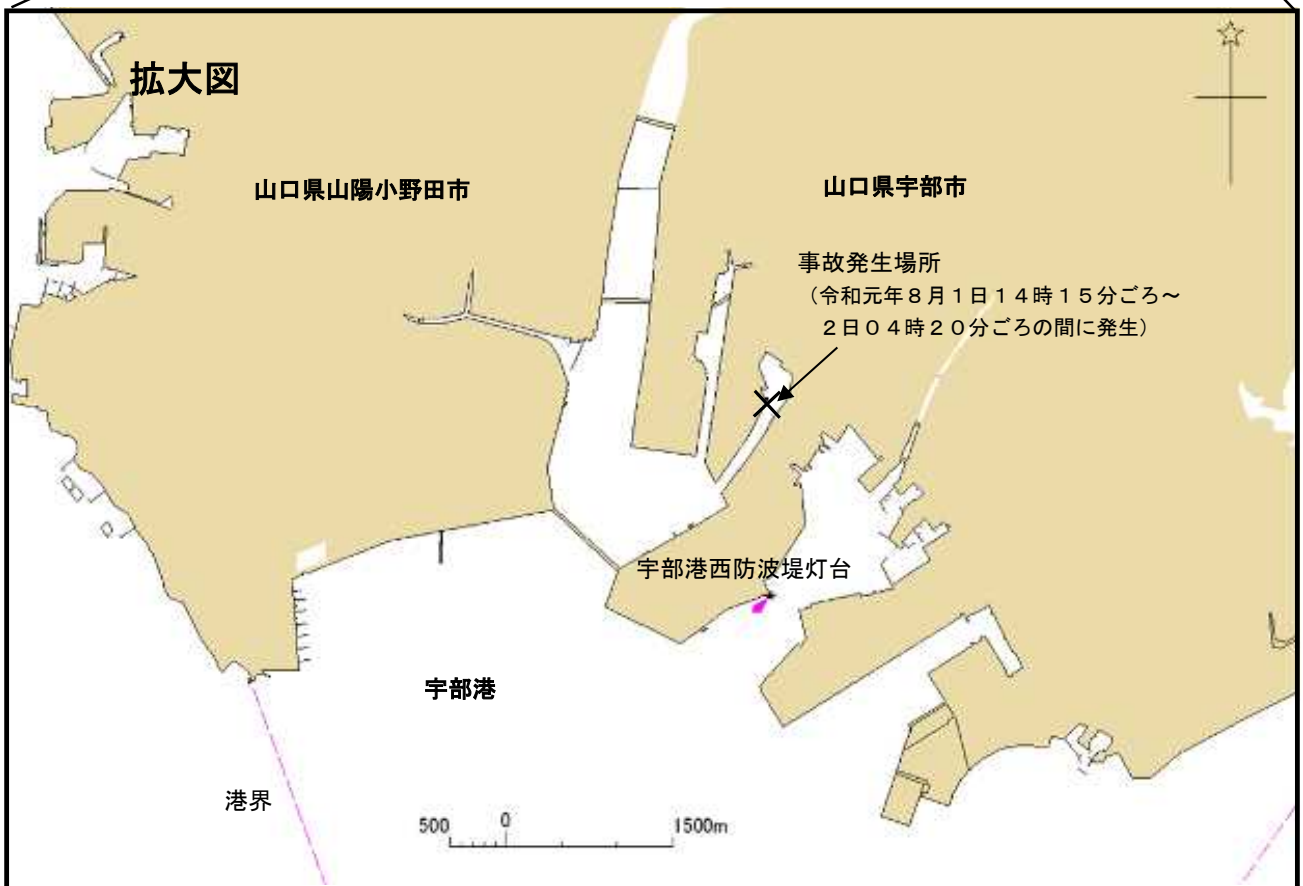 拡大図
山口県山陽小野田市
山口県宇部市
事故発生場所
(令和元年8月1日14時15分ごろ~
2日04時20分ごろの間に発生)
宇部港西防波堤灯台
宇部港
港界
500 0 1500m